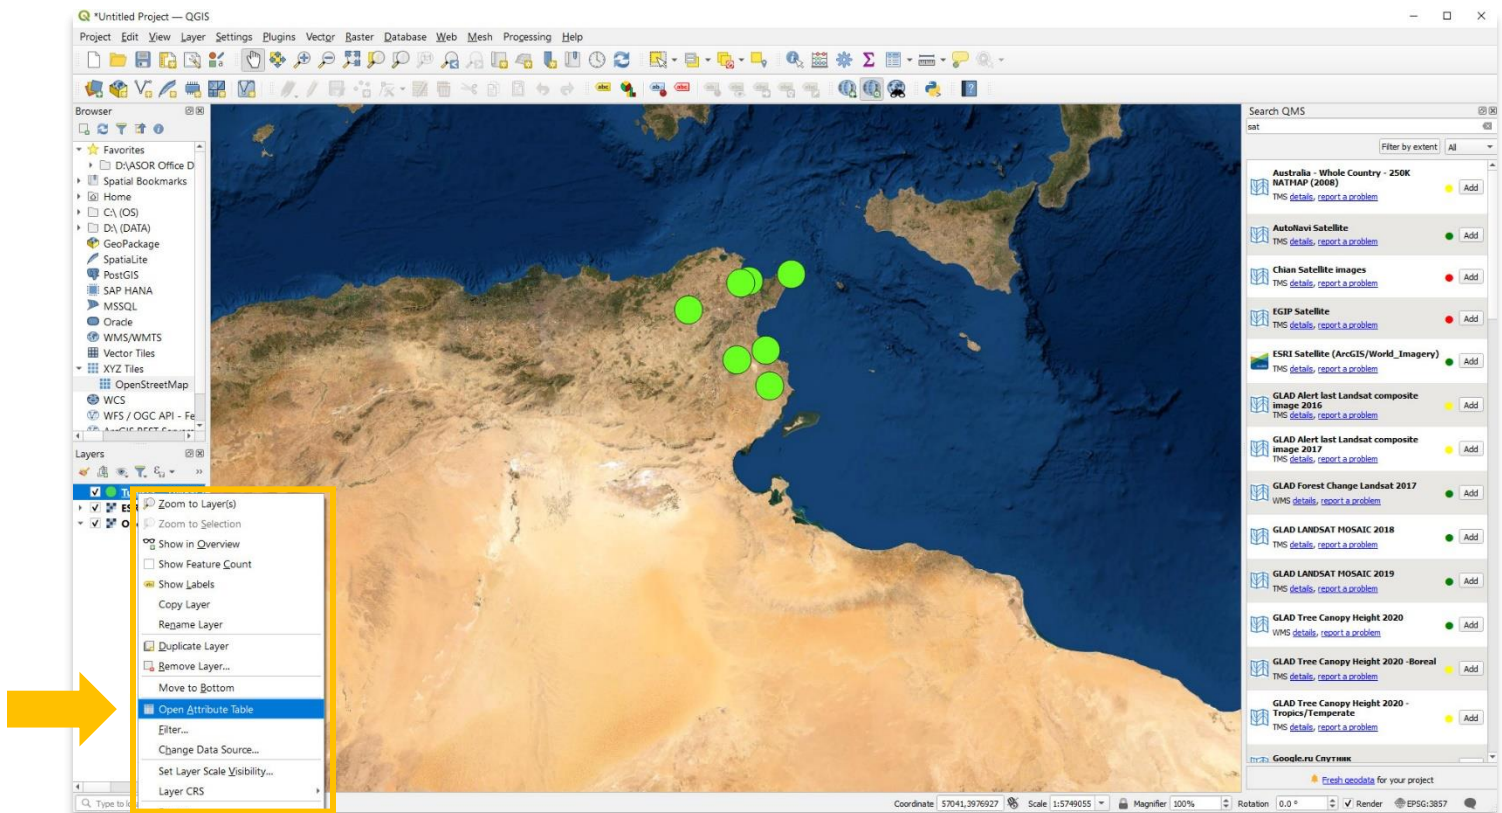 *Untitled Project — QGIS
Project Edit View Layer Settings Plugins Vector Raster Database Web Mesh Processing Help
Browser
Favorites
D:\ASOR Office D
Spatial Bookmarks
Home
C:\ (OS)
D:\ (DATA)
GeoPackage
SpatiaLite
PostGIS
SAP HANA
MSSQL
Oracle
WMS/WMTS
Vector Tiles
XYZ Tiles
OpenStreetMap
WCS
WFS / OGC API - Fe
Layers
Zoom to Layer(s)
Zoom to Selection
Show in Overview
Show Feature Count
Show Labels
Copy Layer
Rename Layer
Duplicate Layer
Remove Layer...
Move to Bottom
Open Attribute Table
Filter...
Change Data Source...
Set Layer Scale Visibility...
Layer CRS
Search QMS
sat
Filter by extent All
Australia - Whole Country - 250K
NATMAP (2008)
TMS details, report a problem
Add
AutoNavi Satellite
TMS details, report a problem
Add
Chian Satellite images
TMS details, report a problem
Add
EGIP Satellite
TMS details, report a problem
Add
ESRI Satellite (ArcGIS/World_Imagery)
TMS details, report a problem
Add
GLAD Alert last Landsat composite
image 2016
TMS details, report a problem
Add
GLAD Alert last Landsat composite
image 2017
TMS details, report a problem
Add
GLAD Forest Change Landsat 2017
WMS details, report a problem
Add
GLAD LANDSAT MOSAIC 2018
TMS details, report a problem
Add
GLAD LANDSAT MOSAIC 2019
TMS details, report a problem
Add
GLAD Tree Canopy Height 2020
WMS details, report a problem
Add
GLAD Tree Canopy Height 2020 -Boreal
TMS details, report a problem
Add
GLAD Tree Canopy Height 2020 -
Tropics/Temperate
TMS details, report a problem
Add
Google.ru Спутник
Fresh geodata for your project
Type to lo
Coordinate 57041,3976927 Scale 1:5749055 Magnifier 100% Rotation 0.0 ° Render EPSG:3857